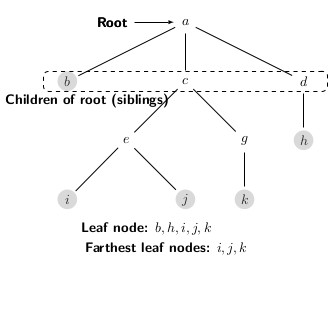 Root a
b c d
Children of root (siblings)
e g h
i j k
Leaf node: b, h, i, j, k
Farthest leaf nodes: i, j, k